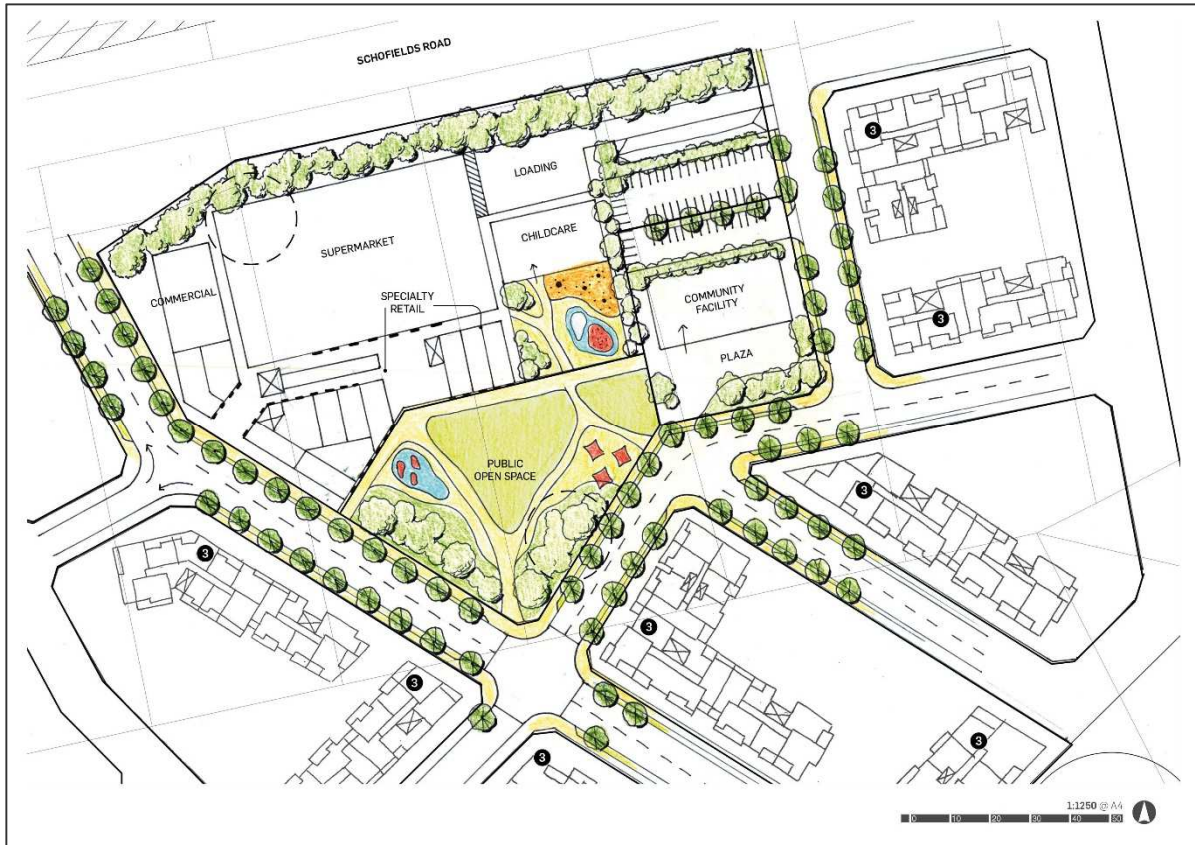 SCHOFIELDS ROAD
LOADING
CHILDCARE
SUPERMARKET
COMMERCIAL
SPECIALTY
RETAIL
COMMUNITY
FACILITY
PLAZA
PUBLIC
OPEN SPACE
3
3
3
3
3
3
3
3
1:1250 @ A4
0 10 20 30 40 50